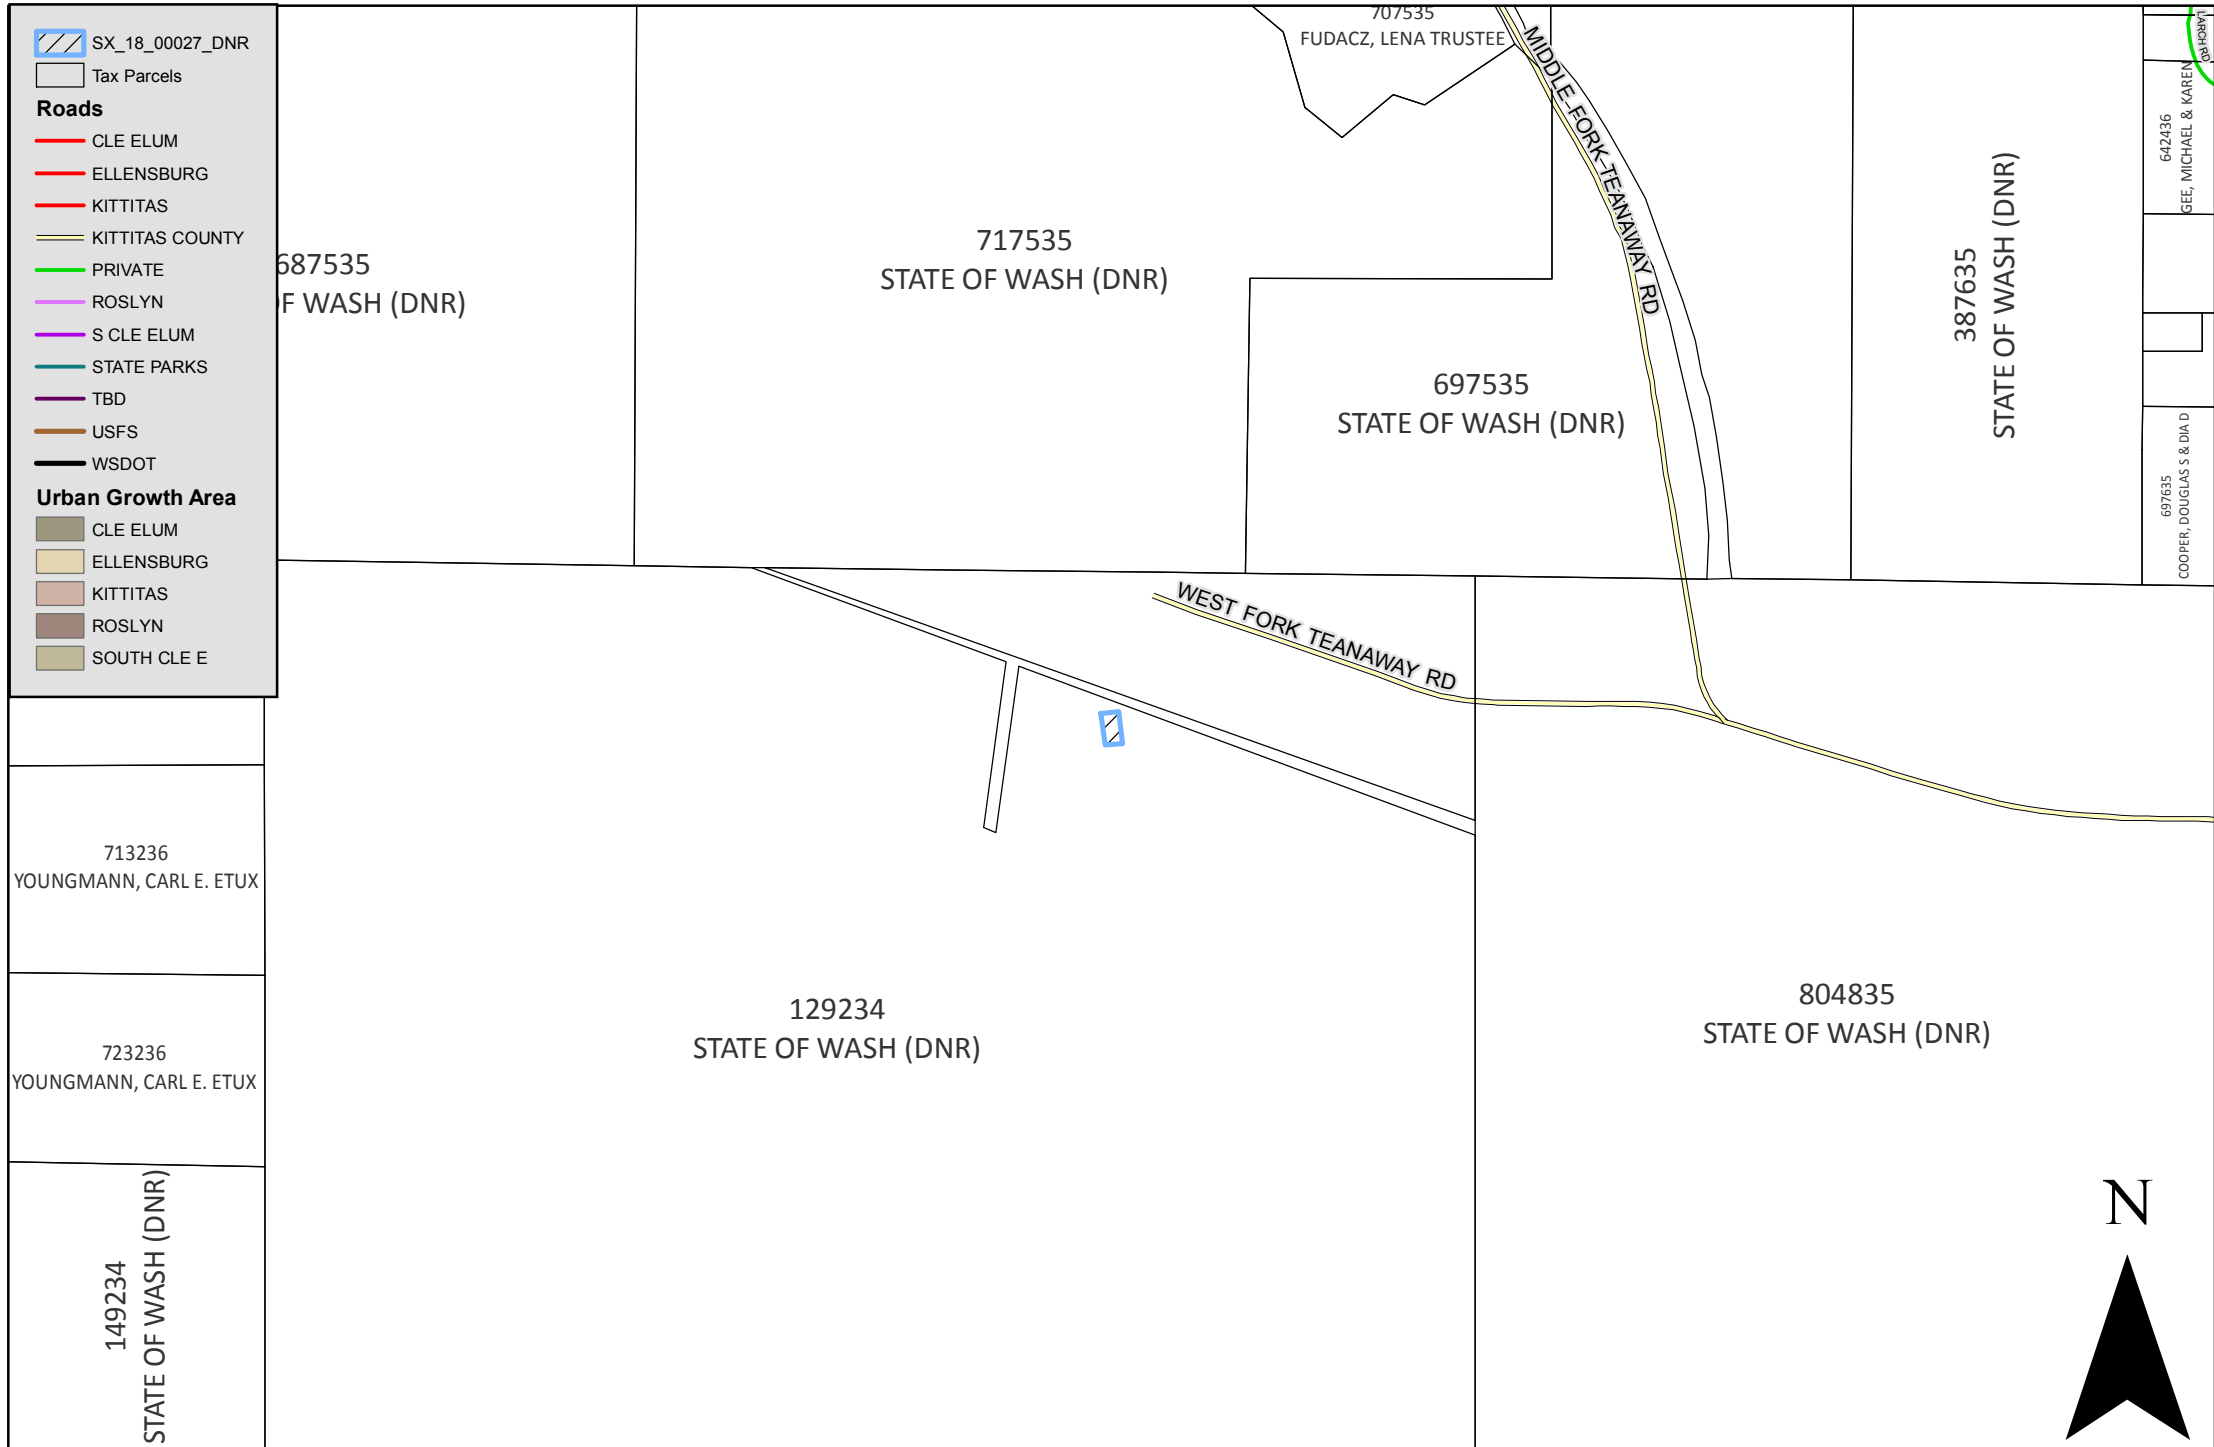 SX_18_00027_DNR
Tax Parcels
Roads
CLE ELUM
ELLENSBURG
KITTITAS
KITTITAS COUNTY
PRIVATE
ROSLYN
S CLE ELUM
STATE PARKS
TBD
USFS
WSDOT
Urban Growth Area
CLE ELUM
ELLENSBURG
KITTITAS
ROSLYN
SOUTH CLE E
687535
OF WASH (DNR)
717535
STATE OF WASH (DNR)
707535
FUDACZ, LENA TRUSTEE
MIDDLE FORK TEANAWAY RD
697535
STATE OF WASH (DNR)
387635
STATE OF WASH (DNR)
LARCH RD
642436
GEE, MICHAEL & KAREN
697635
COOPER, DOUGLAS S & DIA D
WEST FORK TEANAWAY RD
713236
YOUNGMANN, CARL E. ETUX
723236
YOUNGMANN, CARL E. ETUX
149234
STATE OF WASH (DNR)
129234
STATE OF WASH (DNR)
804835
STATE OF WASH (DNR)
N